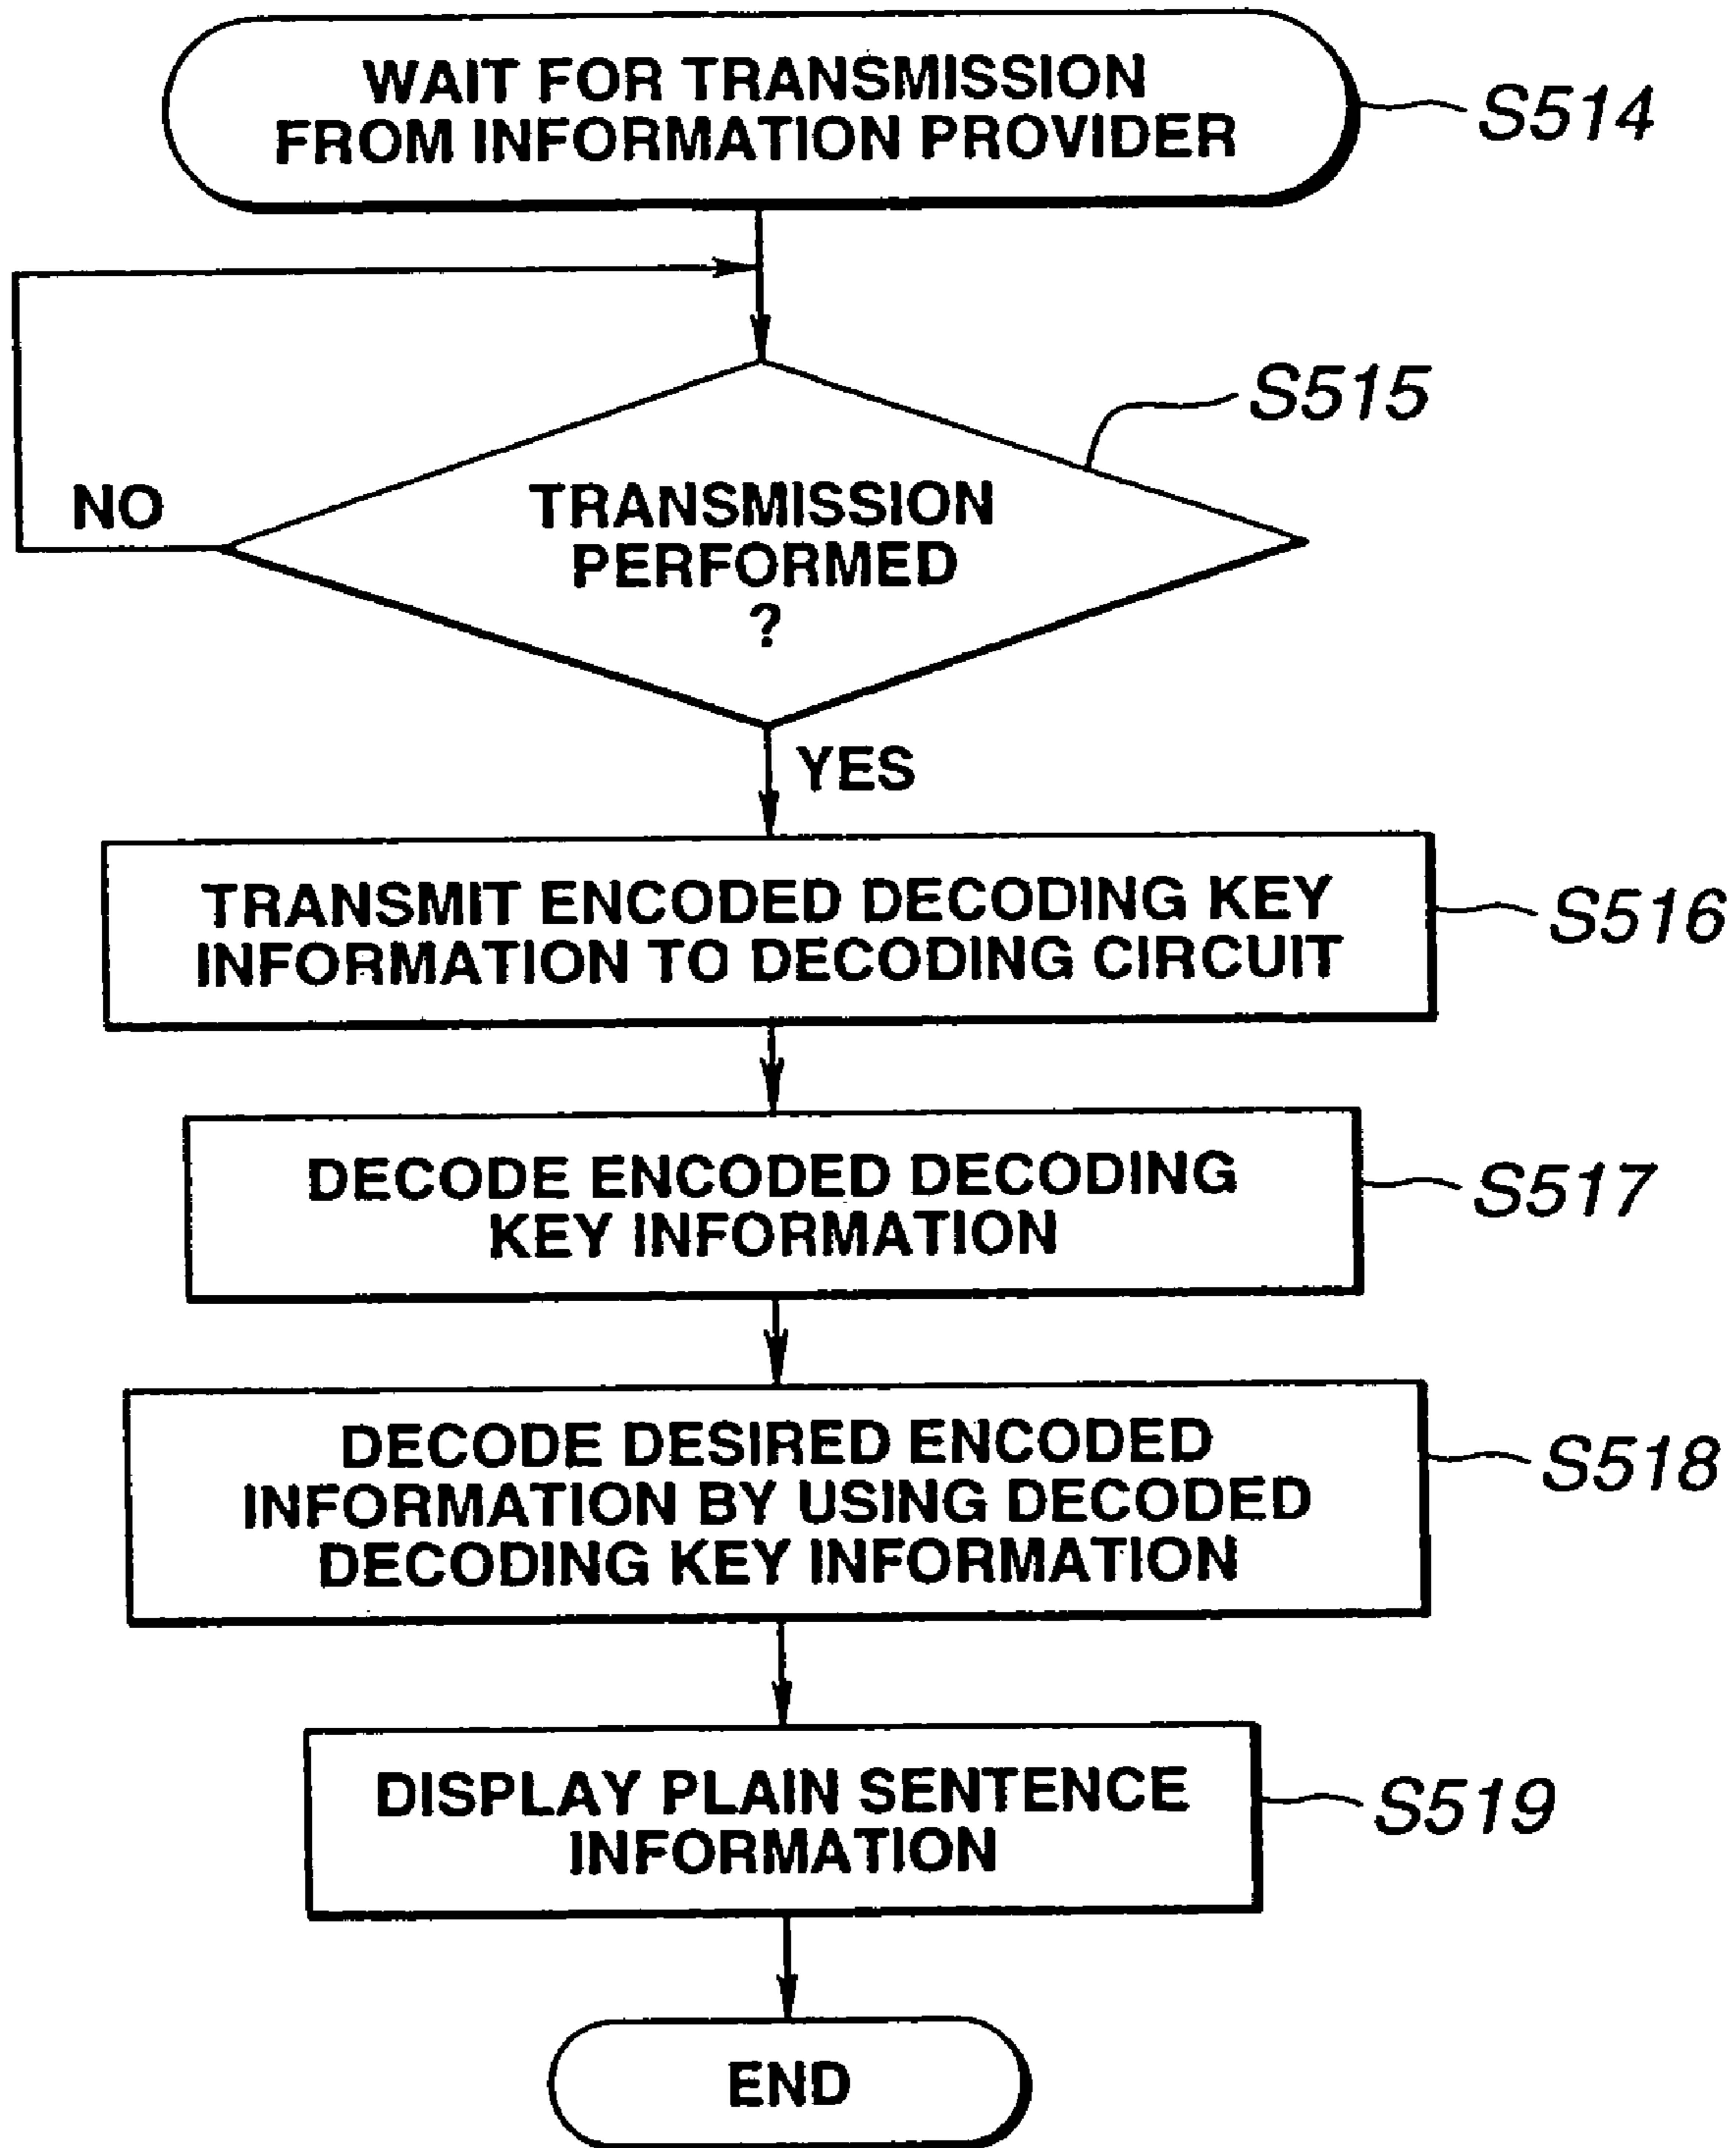 WAIT FOR TRANSMISSION
FROM INFORMATION PROVIDER
S514
S515
NO
TRANSMISSION
PERFORMED
?
YES
TRANSMIT ENCODED DECODING KEY
INFORMATION TO DECODING CIRCUIT
S516
DECODE ENCODED DECODING
KEY INFORMATION
S517
DECODE DESIRED ENCODED
INFORMATION BY USING DECODED
DECODING KEY INFORMATION
S518
DISPLAY PLAIN SENTENCE
INFORMATION
S519
END